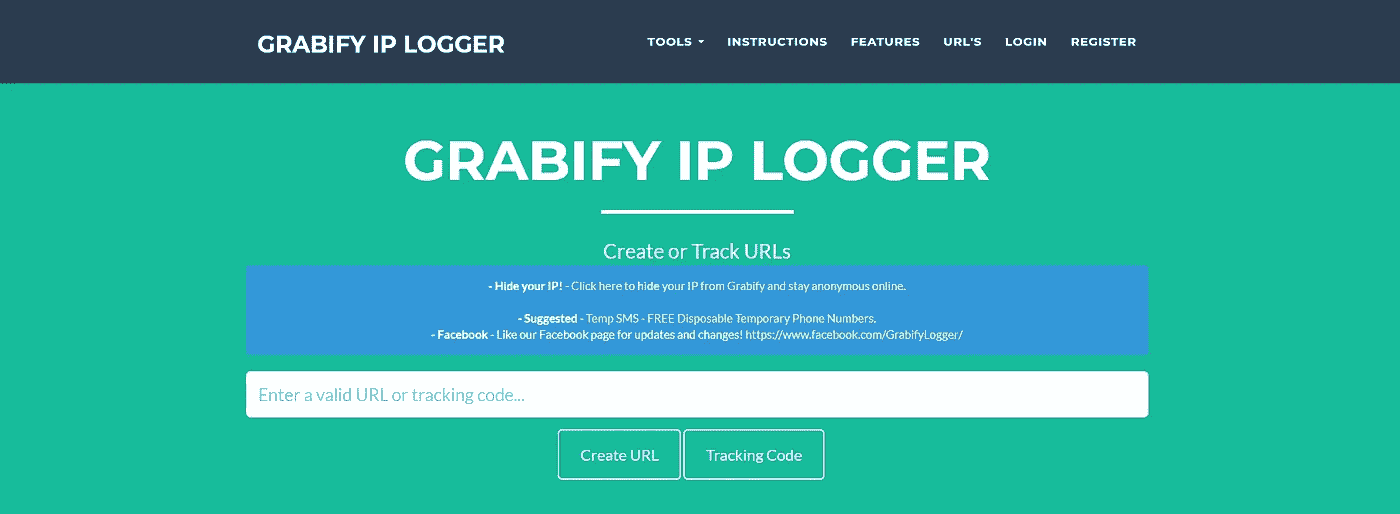 GRABIFY IP LOGGER TOOLS INSTRUCTIONS FEATURES URL'S LOGIN REGISTER
GRABIFY IP LOGGER
Create or Track URLs
- Hide your IP! - Click here to hide your IP from Grabify and stay anonymous online.
- Suggested - Temp SMS - FREE Disposable Temporary Phone Numbers.
- Facebook - Like our Facebook page for updates and changes! https://www.facebook.com/GrabifyLogger/
Enter a valid URL or tracking code...
Create URL Tracking Code